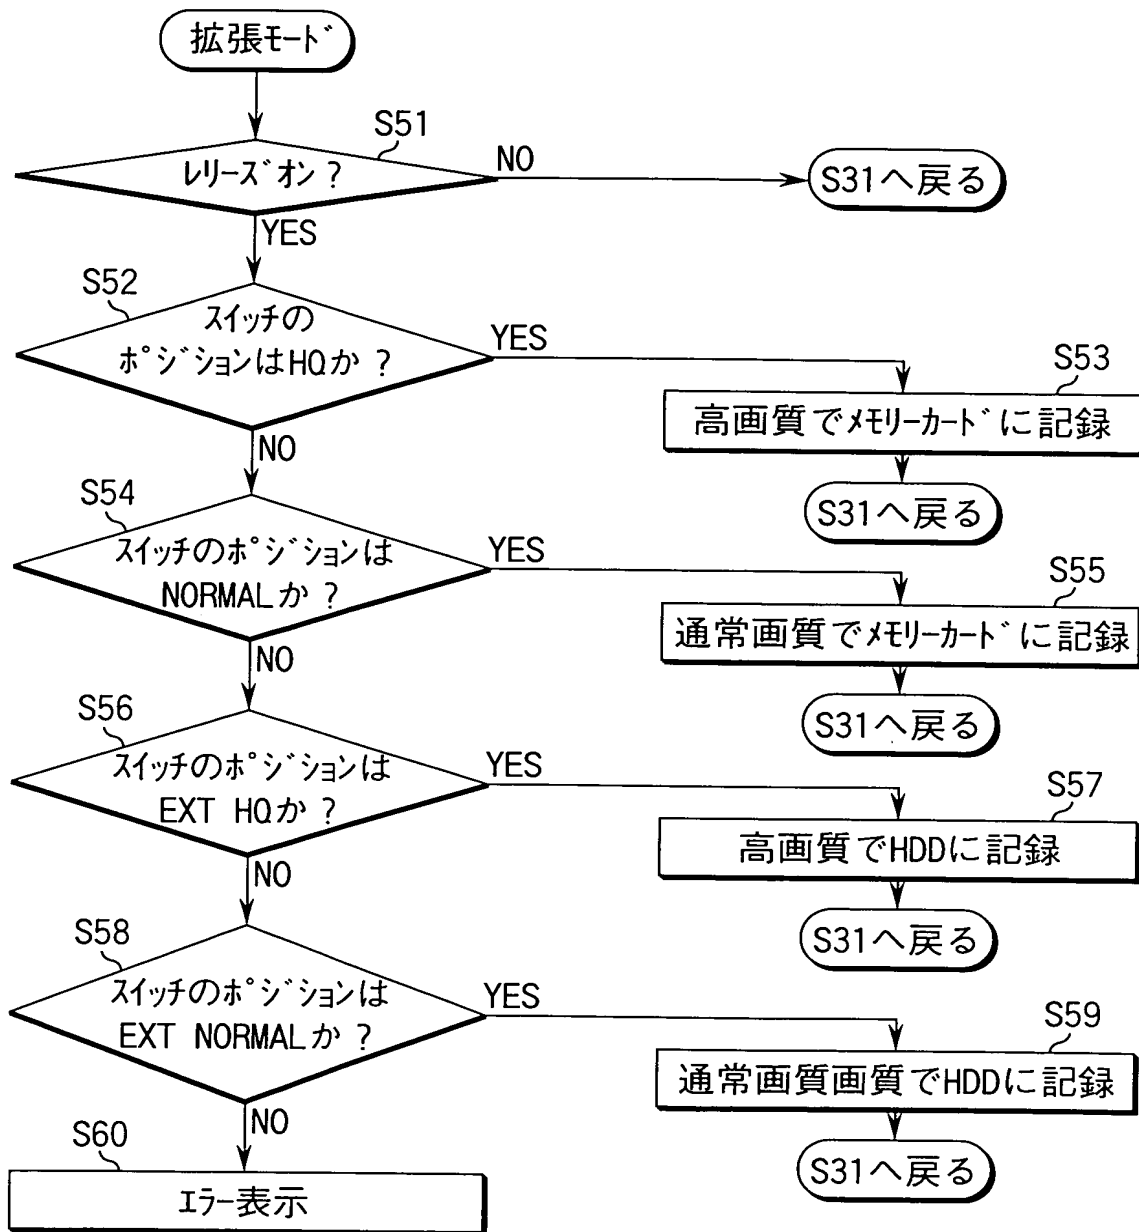 拡張モード
S51
レリーズオン？
NO
S31へ戻る
YES
S52
スイッチの
ポジションはHQか？
YES
S53
高画質でメモリーカードに記録
NO
S31へ戻る
S54
スイッチのポジションは
NORMALか？
YES
S55
通常画質でメモリーカードに記録
NO
S31へ戻る
S56
スイッチのポジションは
EXT HQか？
YES
S57
高画質でHDDに記録
NO
S31へ戻る
S58
スイッチのポジションは
EXT NORMALか？
YES
S59
通常画質画質でHDDに記録
NO
S31へ戻る
S60
エラー表示